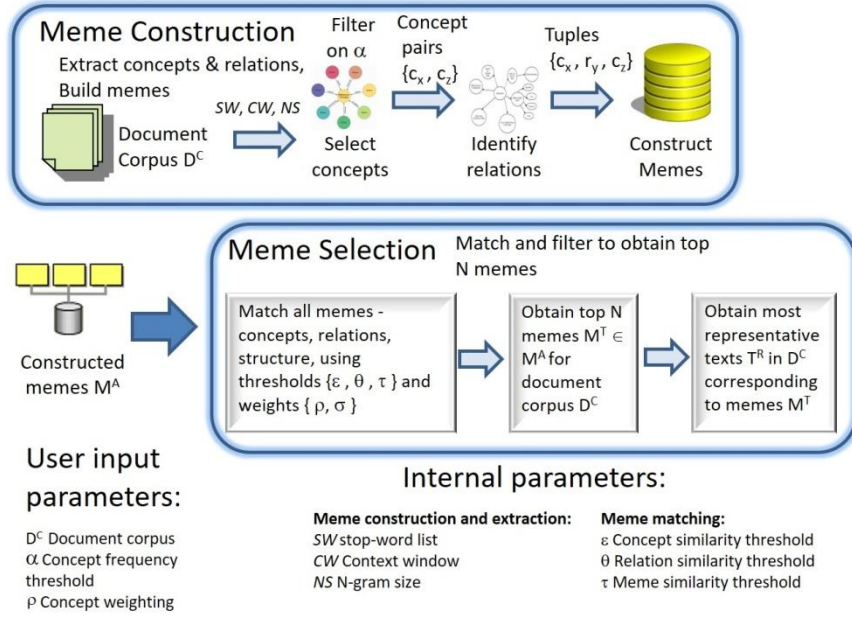 Meme Construction
Extract concepts & relations,
Build memes
Document
Corpus Dᶜ
SW, CW, NS
Filter
on α
Select
concepts
Concept
pairs
{cₓ , c_z}
Identify
relations
Tuples
{cₓ , r_y , c_z}
Construct
Memes
Constructed
memes Mᴬ
Meme Selection
Match and filter to obtain top
N memes
Match all memes -
concepts, relations,
structure, using
thresholds { ε , θ , τ } and
weights { ρ, σ }
Obtain top N
memes Mᵀ ∈
Mᴬ for
document
corpus Dᶜ
Obtain most
representative
texts Tᴿ in Dᶜ
corresponding
to memes Mᵀ
User input
parameters:
Dᶜ Document corpus
α Concept frequency
threshold
ρ Concept weighting
Internal parameters:
Meme construction and extraction:
SW stop-word list
CW Context window
NS N-gram size
Meme matching:
ε Concept similarity threshold
θ Relation similarity threshold
τ Meme similarity threshold